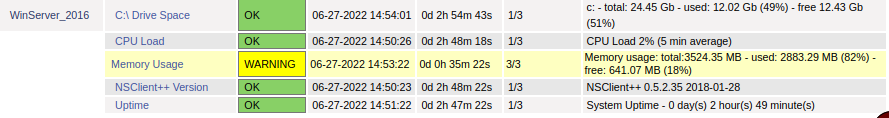 WinServer_2016 C:\ Drive Space OK 06-27-2022 14:54:01 0d 2h 54m 43s 1/3 c: - total: 24.45 Gb - used: 12.02 Gb (49%) - free 12.43 Gb
(51%)
CPU Load OK 06-27-2022 14:50:26 0d 2h 48m 18s 1/3 CPU Load 2% (5 min average)
Memory Usage WARNING 06-27-2022 14:53:22 0d 0h 35m 22s 3/3 Memory usage: total:3524.35 MB - used: 2883.29 MB (82%) -
free: 641.07 MB (18%)
NSClient++ Version OK 06-27-2022 14:50:23 0d 2h 48m 22s 1/3 NSClient++ 0.5.2.35 2018-01-28
Uptime OK 06-27-2022 14:51:22 0d 2h 47m 22s 1/3 System Uptime - 0 day(s) 2 hour(s) 49 minute(s)